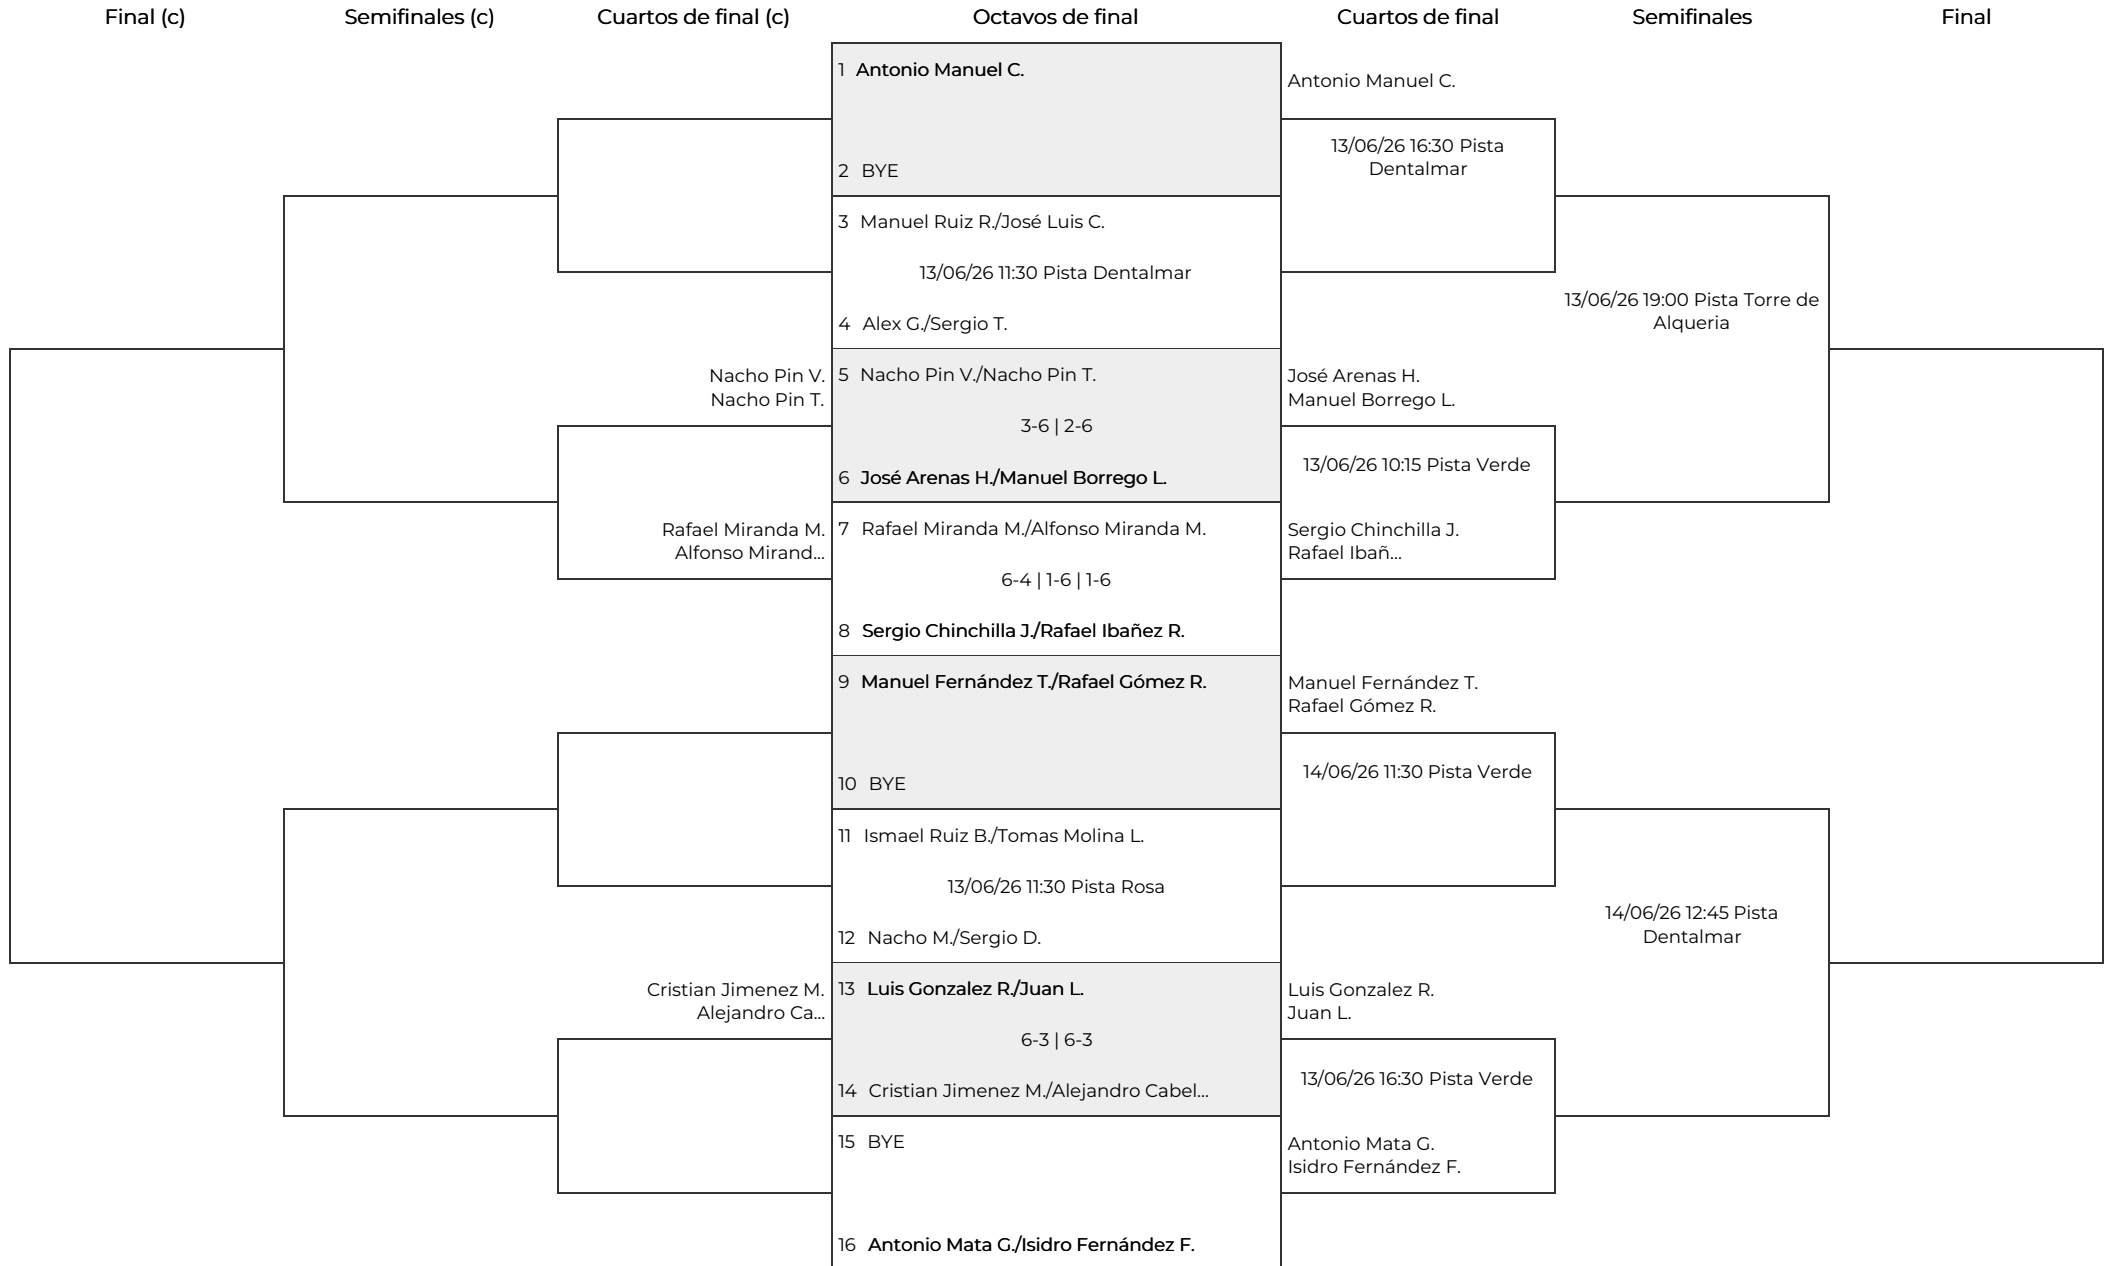 Final (c)
Semifinales (c)
Cuartos de final (c)
Octavos de final
Cuartos de final
Semifinales
Final
1 Antonio Manuel C.
Antonio Manuel C.
13/06/26 16:30 Pista
Dentalmar
2 BYE
3 Manuel Ruiz R./José Luis C.
13/06/26 11:30 Pista Dentalmar
13/06/26 19:00 Pista Torre de
Alqueria
4 Alex G./Sergio T.
Nacho Pin V.
Nacho Pin T.
5 Nacho Pin V./Nacho Pin T.
José Arenas H.
Manuel Borrego L.
3-6 | 2-6
13/06/26 10:15 Pista Verde
6 José Arenas H./Manuel Borrego L.
Rafael Miranda M.
Alfonso Mirand...
7 Rafael Miranda M./Alfonso Miranda M.
Sergio Chinchilla J.
Rafael Ibañ...
6-4 | 1-6 | 1-6
8 Sergio Chinchilla J./Rafael Ibañez R.
9 Manuel Fernández T./Rafael Gómez R.
Manuel Fernández T.
Rafael Gómez R.
14/06/26 11:30 Pista Verde
10 BYE
11 Ismael Ruiz B./Tomas Molina L.
13/06/26 11:30 Pista Rosa
14/06/26 12:45 Pista
Dentalmar
12 Nacho M./Sergio D.
Cristian Jimenez M.
Alejandro Ca...
13 Luis Gonzalez R./Juan L.
Luis Gonzalez R.
Juan L.
6-3 | 6-3
13/06/26 16:30 Pista Verde
14 Cristian Jimenez M./Alejandro Cabel...
15 BYE
Antonio Mata G.
Isidro Fernández F.
16 Antonio Mata G./Isidro Fernández F.